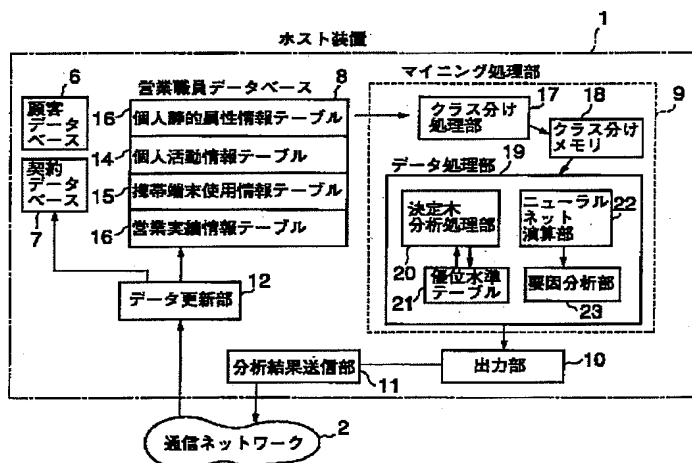 ホスト装置
1
6
顧客
データ
ベース
契約
データ
ベース
7
営業職員データベース
8
16
個人静的属性情報テーブル
14
個人活動情報テーブル
15
携帯端末使用情報テーブル
16
営業実績情報テーブル
データ更新部
12
マイニング処理部
9
クラス分け
処理部
17
クラス分け
メモリ
18
データ処理部
19
決定木
分析処理部
20
優位水準
テーブル
21
ニューラル
ネット
演算部
22
要因分析部
23
分析結果送信部
11
出力部
10
通信ネットワーク
2